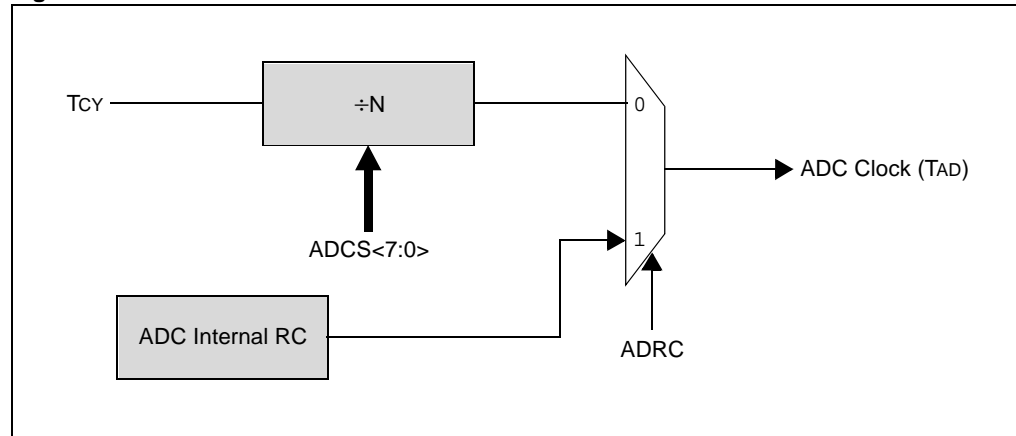 TCY
÷N
0
ADC Clock (TAD)
ADCS<7:0>
1
ADC Internal RC
ADRC